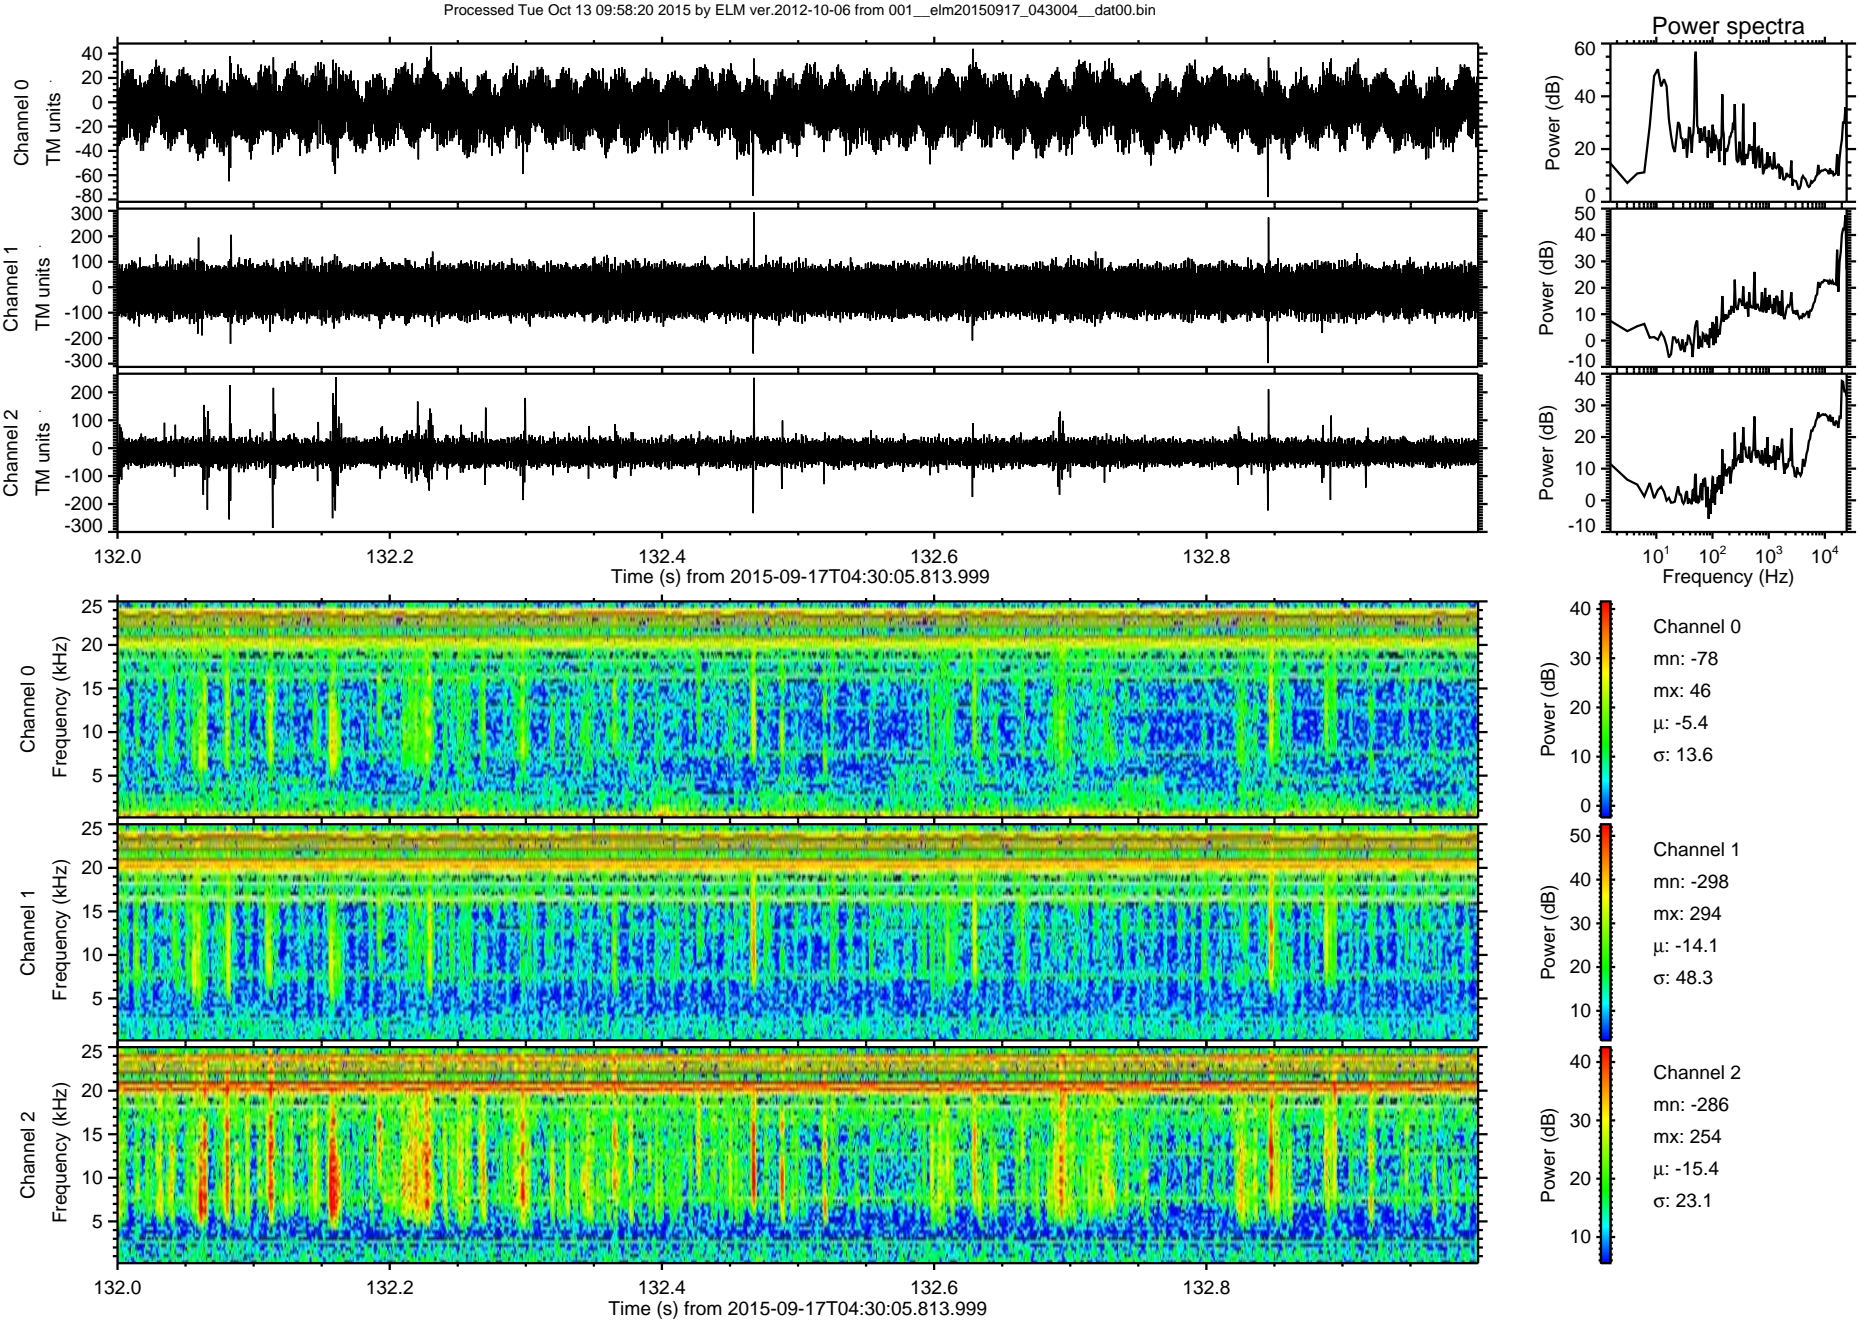 Processed Tue Oct 13 09:58:20 2015 by ELM ver.2012-10-06 from 001__elm20150917_043004__dat00.bin
Power spectra
Channel 0
TM units
40
20
0
-20
-40
-60
-80
Power (dB)
60
40
20
0
Channel 1
TM units
300
200
100
0
-100
-200
-300
Power (dB)
50
40
30
20
10
0
-10
Channel 2
TM units
200
100
0
-100
-200
-300
Power (dB)
40
30
20
10
0
-10
132.0 132.2 132.4 132.6 132.8
Time (s) from 2015-09-17T04:30:05.813.999
10^1 10^2 10^3 10^4
Frequency (Hz)
Channel 0
Frequency (kHz)
25
20
15
10
5
Power (dB)
40
30
20
10
0
Channel 0
mn: -78
mx: 46
μ: -5.4
σ: 13.6
Channel 1
Frequency (kHz)
25
20
15
10
5
Power (dB)
50
40
30
20
10
Channel 1
mn: -298
mx: 294
μ: -14.1
σ: 48.3
Channel 2
Frequency (kHz)
25
20
15
10
5
Power (dB)
40
30
20
10
Channel 2
mn: -286
mx: 254
μ: -15.4
σ: 23.1
132.0 132.2 132.4 132.6 132.8
Time (s) from 2015-09-17T04:30:05.813.999